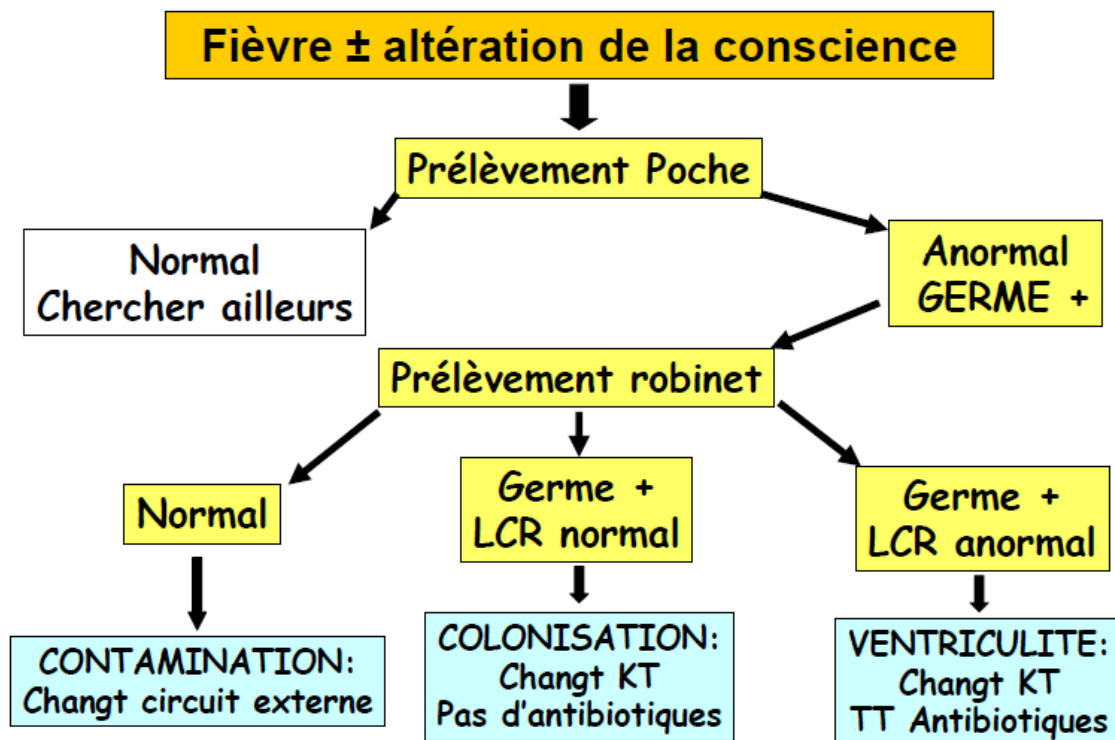 Fièvre ± altération de la conscience
Prélèvement Poche
Normal
Chercher ailleurs
Anormal
GERME +
Prélèvement robinet
Normal
Germe +
LCR normal
Germe +
LCR anormal
CONTAMINATION:
Changt circuit externe
COLONISATION:
Changt KT
Pas d'antibiotiques
VENTRICULITE:
Changt KT
TT Antibiotiques